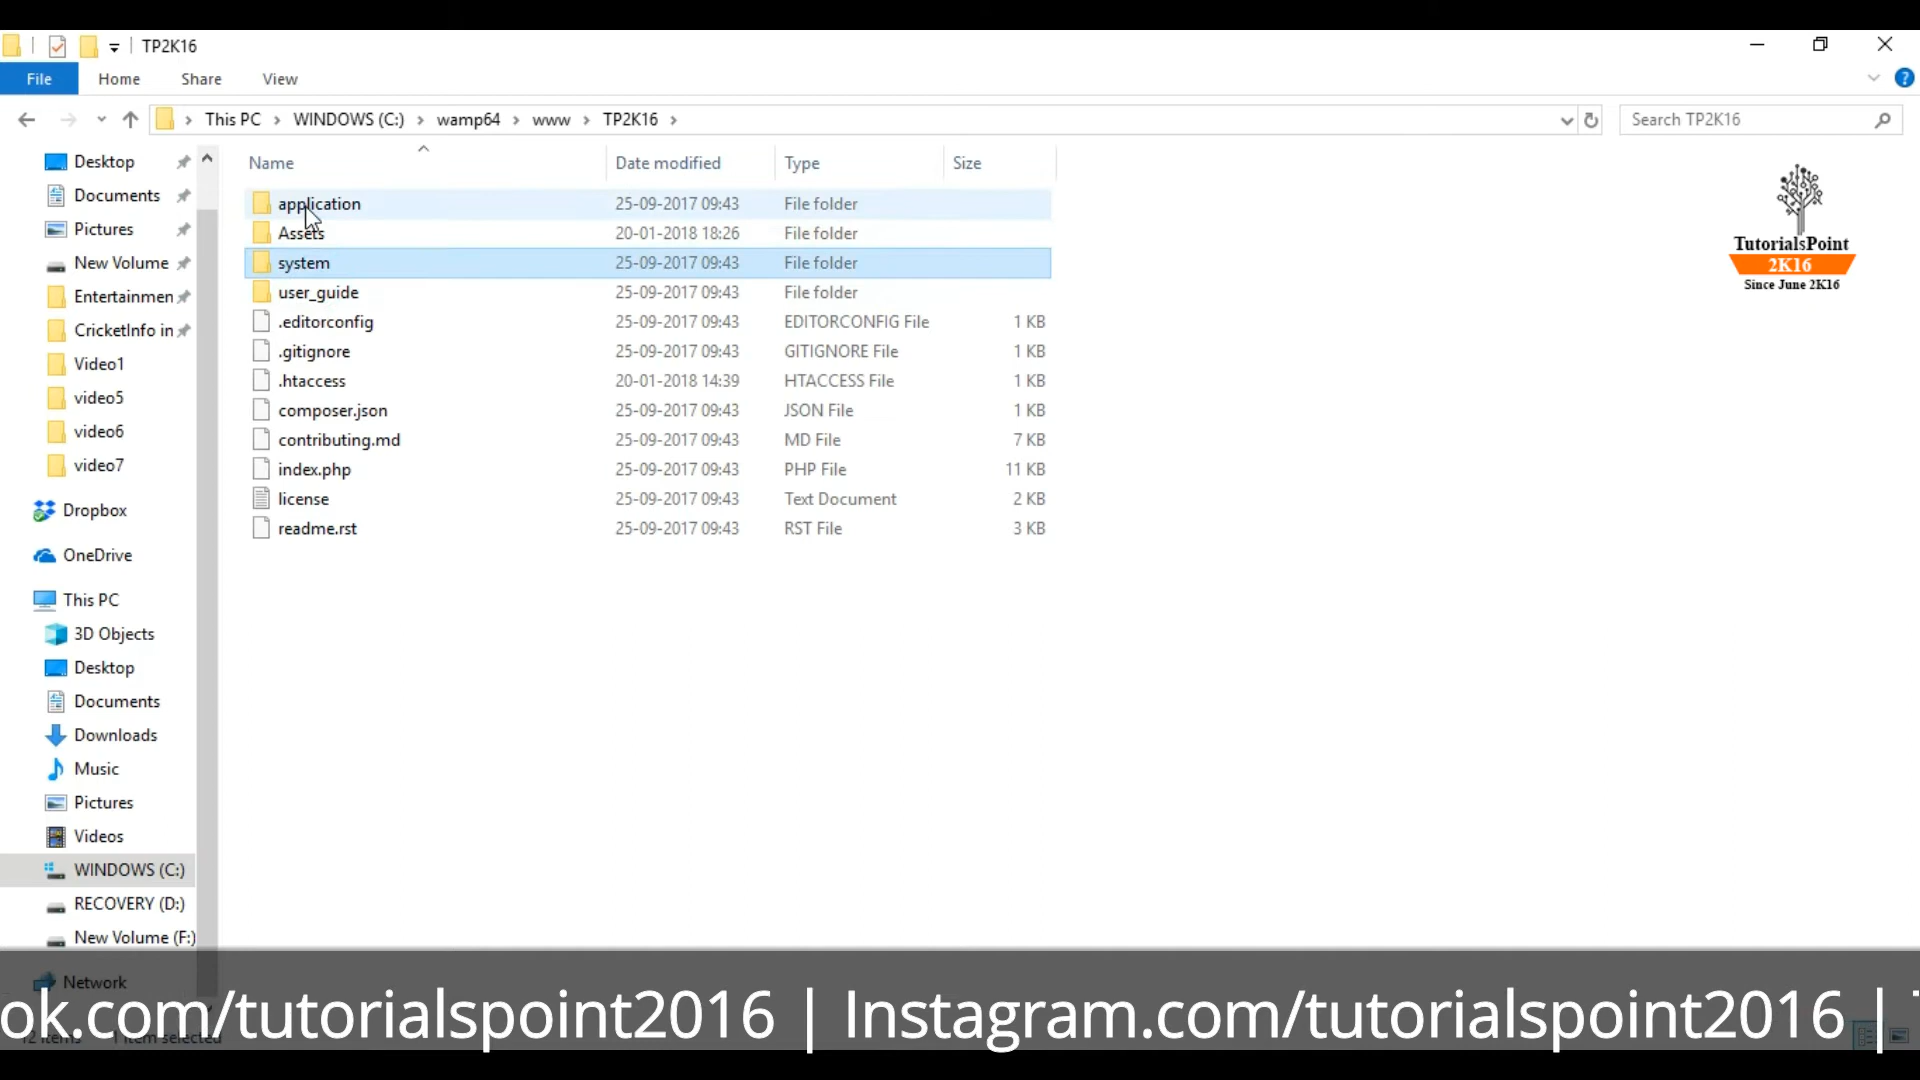 TP2K16
File Home Share View
This PC WINDOWS (C:) wamp64 www TP2K16
Search TP2K16
Desktop
Documents
Pictures
New Volume
Entertainmen
CricketInfo in
Video1
video5
video6
video7
Dropbox
OneDrive
This PC
3D Objects
Desktop
Documents
Downloads
Music
Pictures
Videos
WINDOWS (C:)
RECOVERY (D:)
New Volume (F:)
Network
Name Date modified Type Size
application 25-09-2017 09:43 File folder
Assets 20-01-2018 18:26 File folder
system 25-09-2017 09:43 File folder
user_guide 25-09-2017 09:43 File folder
.editorconfig 25-09-2017 09:43 EDITORCONFIG File 1 KB
.gitignore 25-09-2017 09:43 GITIGNORE File 1 KB
.htaccess 20-01-2018 14:39 HTACCESS File 1 KB
composer.json 25-09-2017 09:43 JSON File 1 KB
contributing.md 25-09-2017 09:43 MD File 7 KB
index.php 25-09-2017 09:43 PHP File 11 KB
license 25-09-2017 09:43 Text Document 2 KB
readme.rst 25-09-2017 09:43 RST File 3 KB
TutorialsPoint
2K16
Since June 2K16
ok.com/tutorialspoint2016 | Instagram.com/tutorialspoint2016 |
12 items 1 item selected